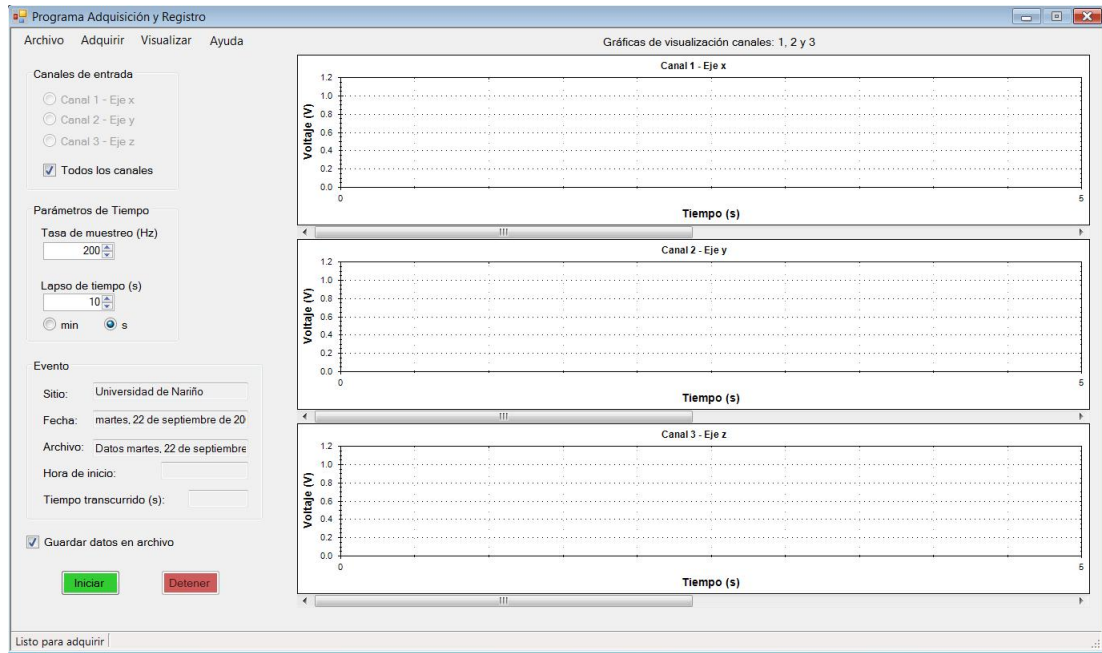 Programa Adquisición y Registro
Archivo Adquirir Visualizar Ayuda
Gráficas de visualización canales: 1, 2 y 3
Canales de entrada
Canal 1 - Eje x
Canal 2 - Eje y
Canal 3 - Eje z
Todos los canales
Parámetros de Tiempo
Tasa de muestreo (Hz)
200
Lapso de tiempo (s)
10
min s
Evento
Sitio: Universidad de Nariño
Fecha: martes, 22 de septiembre de 20
Archivo: Datos martes, 22 de septiembre
Hora de inicio:
Tiempo transcurrido (s):
Guardar datos en archivo
Iniciar Detener
Canal 1 - Eje x
Voltaje (V)
1.2
1.0
0.8
0.6
0.4
0.2
0.0
0 5
Tiempo (s)
Canal 2 - Eje y
Voltaje (V)
1.2
1.0
0.8
0.6
0.4
0.2
0.0
0 5
Tiempo (s)
Canal 3 - Eje z
Voltaje (V)
1.2
1.0
0.8
0.6
0.4
0.2
0.0
0 5
Tiempo (s)
Listo para adquirir